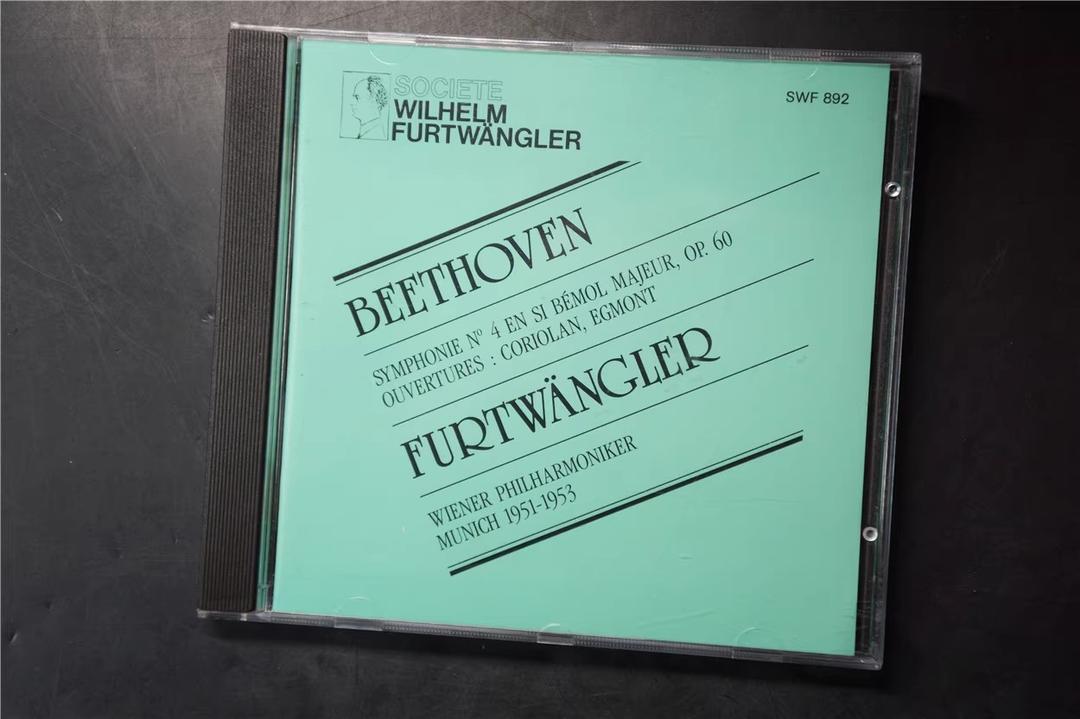 SOCIETE
WILHELM
FURTWÄNGLER
SWF 892
BEETHOVEN
SYMPHONIE Nº 4 EN SI BÉMOL MAJEUR, OP. 60
OUVERTURES : CORIOLAN, EGMONT
FURTWÄNGLER
WIENER PHILHARMONIKER
MUNICH 1951-1953